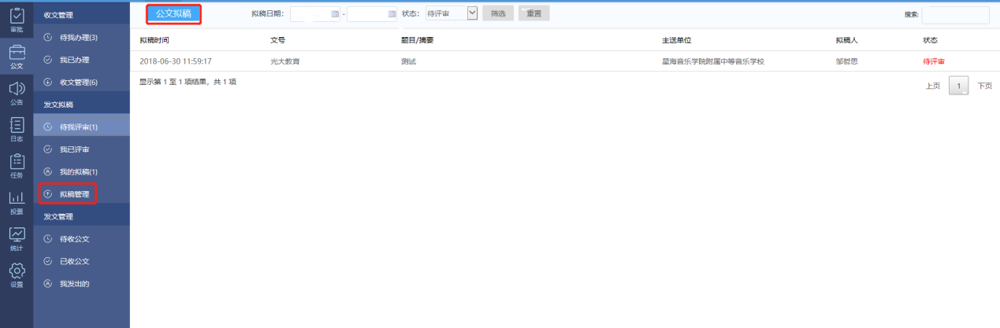 审批
公文
公告
日志
任务
投票
统计
设置
收文管理
待我办理(3)
我已办理
收文管理(6)
发文拟稿
待我评审(1)
我已评审
我的拟稿(1)
拟稿管理
发文管理
待收公文
已收公文
我发出的
公文拟稿 拟稿日期: - 状态: 待评审 筛选 重置 搜索:
拟稿时间 文号 题目/摘要 主送单位 拟稿人 状态
2018-06-30 11:59:17 光大教育 测试 星海音乐学院附属中等音乐学校 邹哲思 待评审
显示第 1 至 1 项结果，共 1 项 上页 1 下页